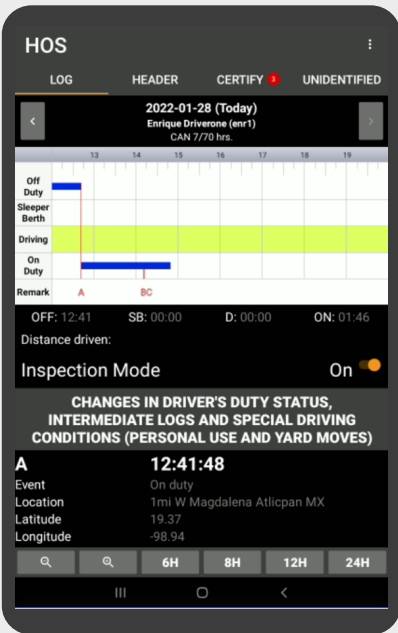 HOS
LOG HEADER CERTIFY 3 UNIDENTIFIED
2022-01-28 (Today)
Enrique Driverone (enr1)
CAN 7/70 hrs.
13 14 15 16 17 18 19
Off
Duty
Sleeper
Berth
Driving
On
Duty
Remark A BC
OFF: 12:41 SB: 00:00 D: 00:00 ON: 01:46
Distance driven:
Inspection Mode On
CHANGES IN DRIVER'S DUTY STATUS,
INTERMEDIATE LOGS AND SPECIAL DRIVING
CONDITIONS (PERSONAL USE AND YARD MOVES)
A 12:41:48
Event On duty
Location 1mi W Magdalena Atlicpan MX
Latitude 19.37
Longitude -98.94
6H 8H 12H 24H